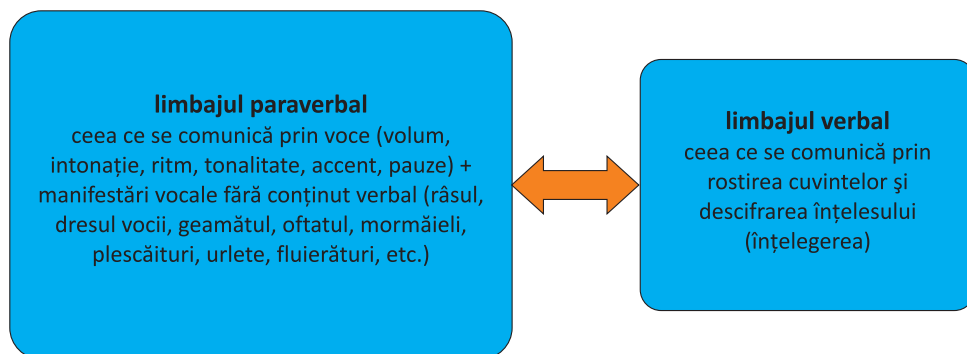 limbajul paraverbal
ceea ce se comunică prin voce (volum,
intonație, ritm, tonalitate, accent, pauze) +
manifestări vocale fără conținut verbal (râsul,
dresul vocii, geamătul, oftatul, mormăieli,
plescăituri, urlete, fluierături, etc.)
limbajul verbal
ceea ce se comunică prin
rostirea cuvintelor şi
descifrarea înțelesului
(înțelegerea)